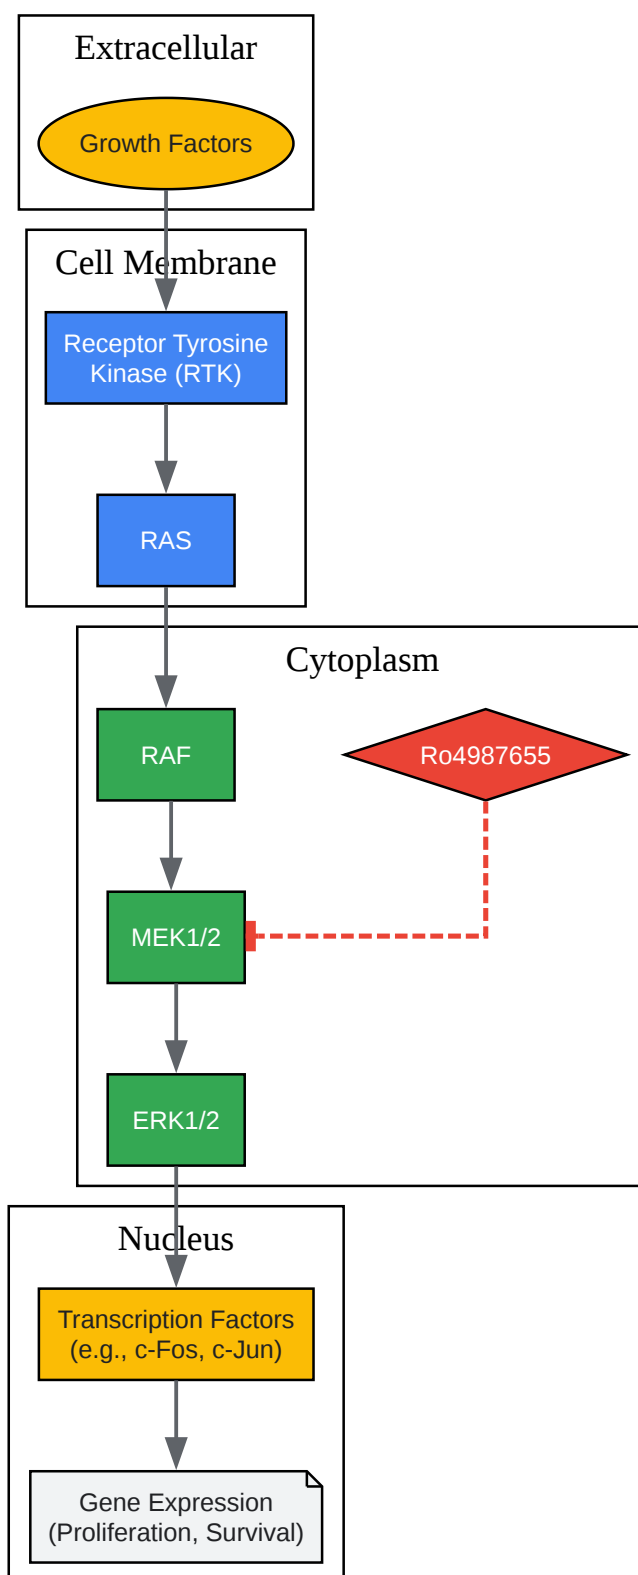 Extracellular
Growth Factors
Cell Membrane
Receptor Tyrosine
Kinase (RTK)
RAS
Cytoplasm
RAF
Ro4987655
MEK1/2
ERK1/2
Nucleus
Transcription Factors
(e.g., c-Fos, c-Jun)
Gene Expression
(Proliferation, Survival)